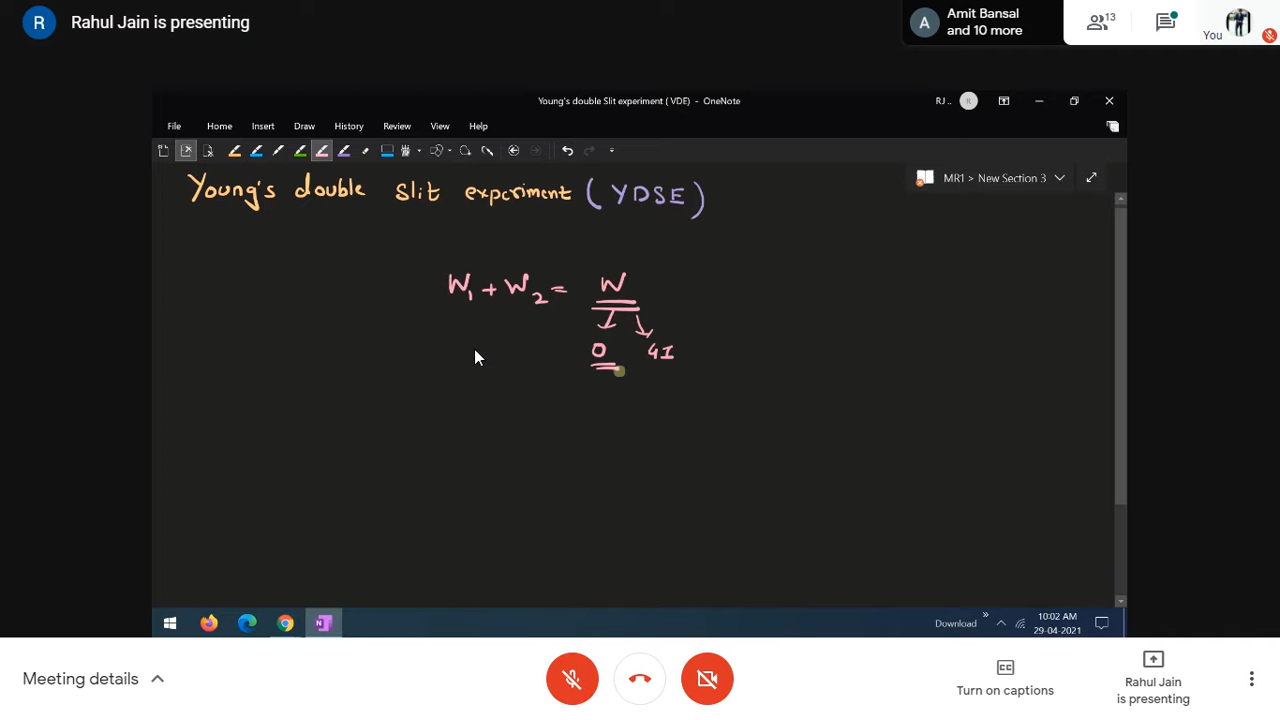 R Rahul Jain is presenting
A Amit Bansal
and 10 more
13
You
Young's double Slit experiment ( VDE) - OneNote
RJ ..
File Home Insert Draw History Review View Help
MR1 > New Section 3
Young's double slit experiment (YDSE)
W1 + W2 = W
0 4I
Download
10:02 AM
29-04-2021
Meeting details
Turn on captions
Rahul Jain
is presenting